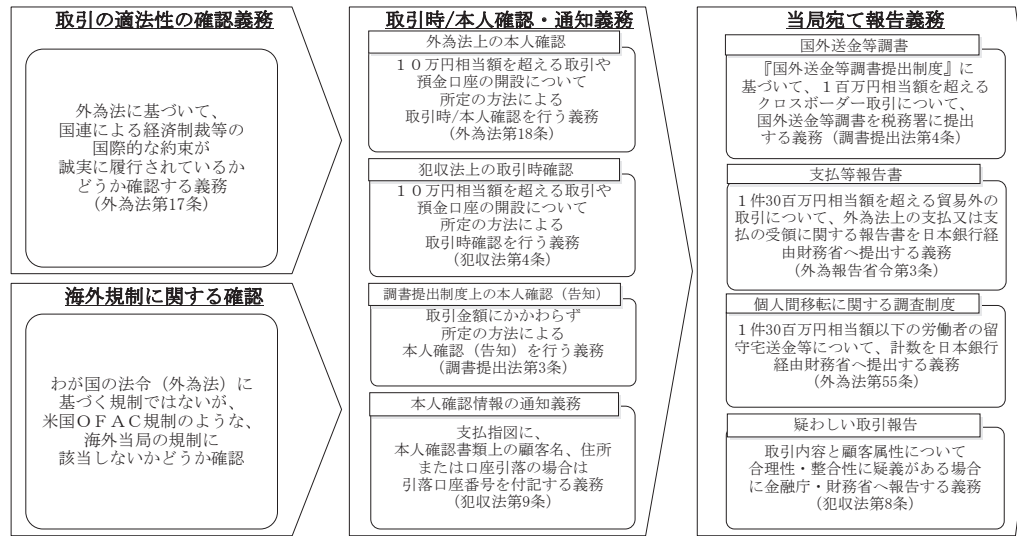 取引の適法性の確認義務
外為法に基づいて、
国連による経済制裁等の
国際的な約束が
誠実に履行されているか
どうか確認する義務
(外為法第17条)
海外規制に関する確認
わが国の法令(外為法)に
基づく規制ではないが、
米国OFAC規制のような、
海外当局の規制に
該当しないかどうか確認
取引時/本人確認・通知義務
外為法上の本人確認
10万円相当額を超える取引や
預金口座の開設について
所定の方法による
取引時/本人確認を行う義務
(外為法第18条)
犯収法上の取引時確認
10万円相当額を超える取引や
預金口座の開設について
所定の方法による
取引時確認を行う義務
(犯収法第4条)
調書提出制度上の本人確認(告知)
取引金額にかかわらず
所定の方法による
本人確認(告知)を行う義務
(調書提出法第3条)
本人確認情報の通知義務
支払指図に、
本人確認書類上の顧客名、住所
または口座引落の場合は
引落口座番号を付記する義務
(犯収法第9条)
当局宛て報告義務
国外送金等調書
『国外送金等調書提出制度』に
基づいて、1百万円相当額を超える
クロスボーダー取引について、
国外送金等調書を税務署に提出
する義務(調書提出法第4条)
支払等報告書
1件30百万円相当額を超える貿易外の
取引について、外為法上の支払又は支
払の受領に関する報告書を日本銀行経
由財務省へ提出する義務
(外為報告省令第3条)
個人間移転に関する調査制度
1件30百万円相当額以下の労働者の留
守宅送金等について、計数を日本銀行
経由財務省へ提出する義務
(外為法第55条)
疑わしい取引報告
取引内容と顧客属性について
合理性・整合性に疑義がある場合
に金融庁・財務省へ報告する義務
(犯収法第8条)